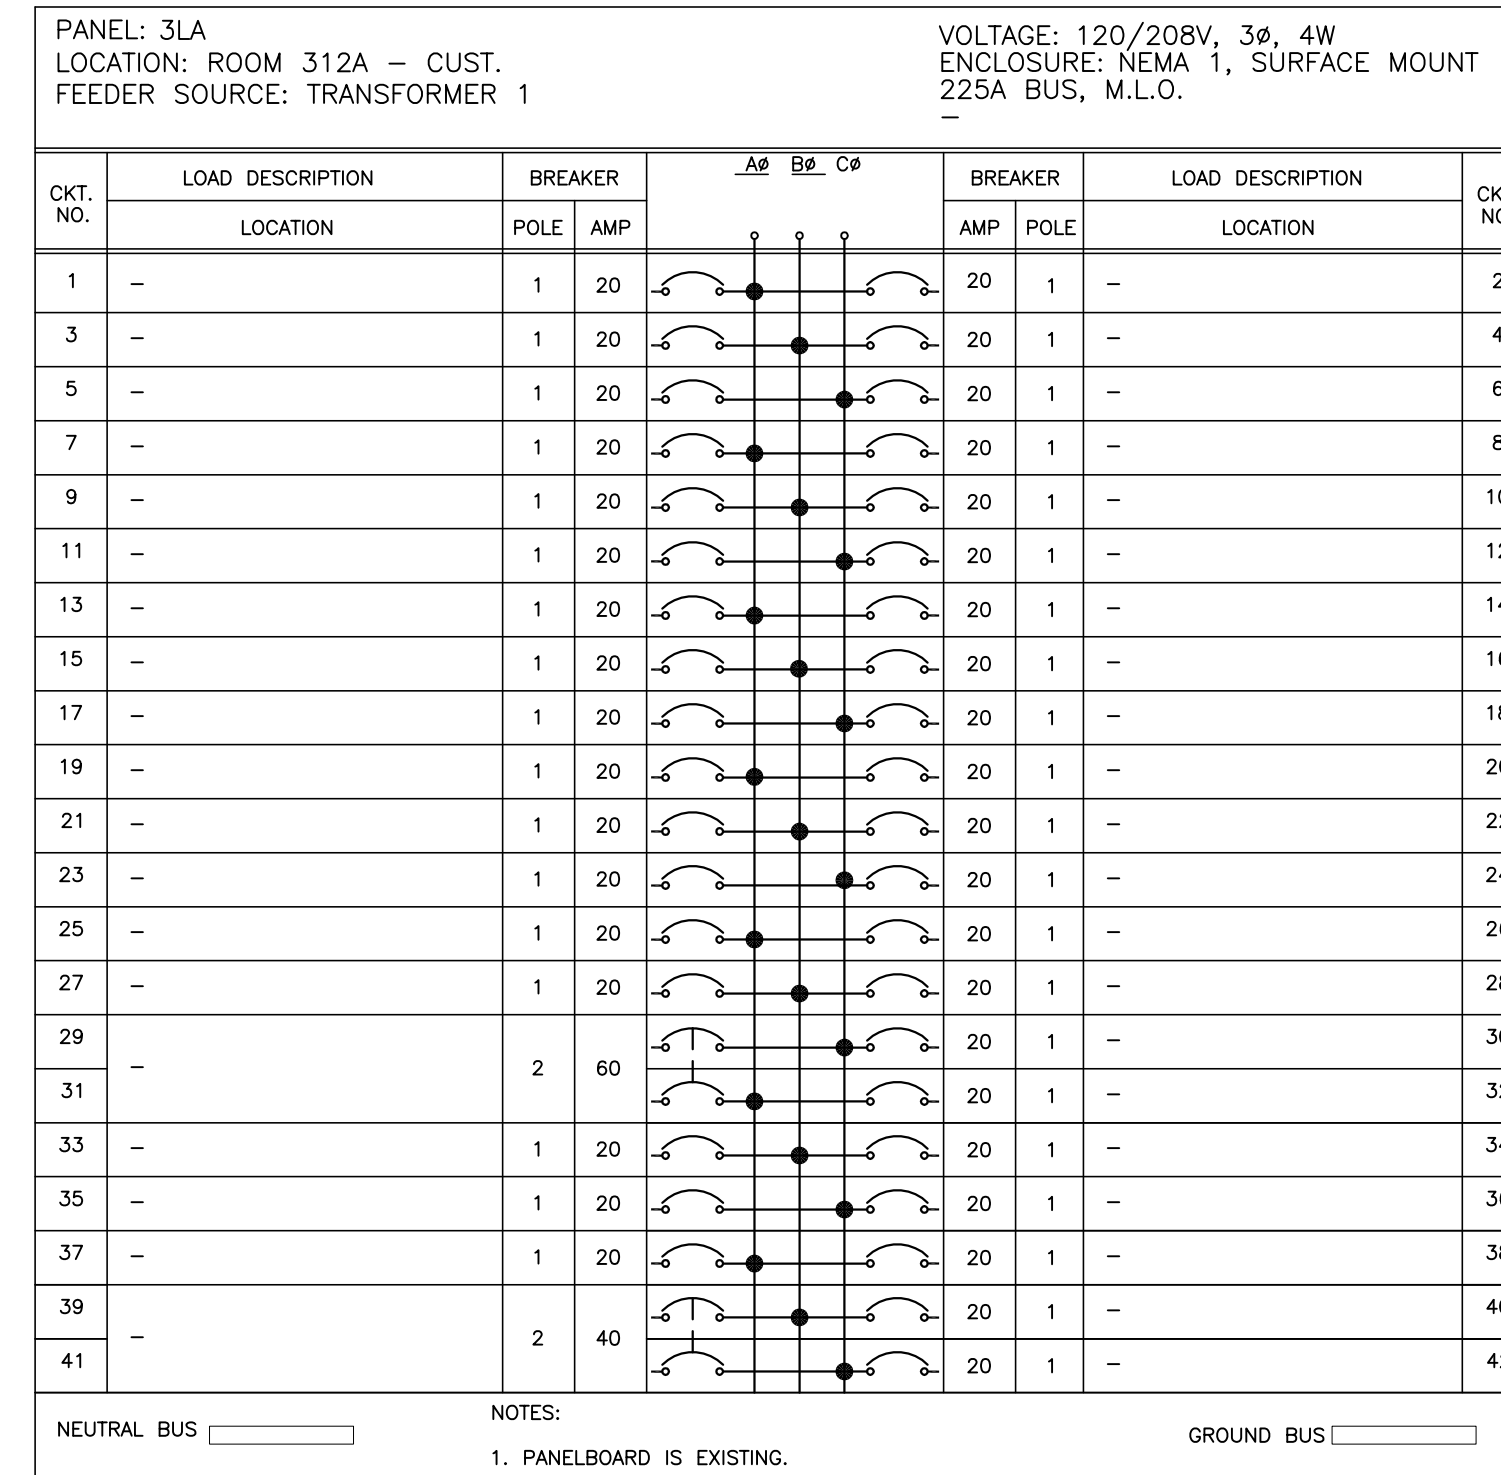 PANEL: 3LA
LOCATION: ROOM 312A – CUST.
FEEDER SOURCE: TRANSFORMER 1
VOLTAGE: 120/208V, 3ø, 4W
ENCLOSURE: NEMA 1, SURFACE MOUNT
225A BUS, M.L.O.
–
CKT. NO. LOAD DESCRIPTION BREAKER Aø Bø Cø BREAKER LOAD DESCRIPTION
LOCATION POLE AMP AMP POLE LOCATION
1 – 1 20 20 1 – 2
3 – 1 20 20 1 – 4
5 – 1 20 20 1 – 6
7 – 1 20 20 1 – 8
9 – 1 20 20 1 –
11 – 1 20 20 1 –
13 – 1 20 20 1 –
15 – 1 20 20 1 –
17 – 1 20 20 1 –
19 – 1 20 20 1 –
21 – 1 20 20 1 –
23 – 1 20 20 1 –
25 – 1 20 20 1 –
27 – 1 20 20 1 –
29 – 2 60 20 1 –
31 20 1 –
33 – 1 20 20 1 –
35 – 1 20 20 1 –
37 – 1 20 20 1 –
39 – 2 40 20 1 –
41 20 1 –
NEUTRAL BUS
NOTES:
1. PANELBOARD IS EXISTING.
GROUND BUS